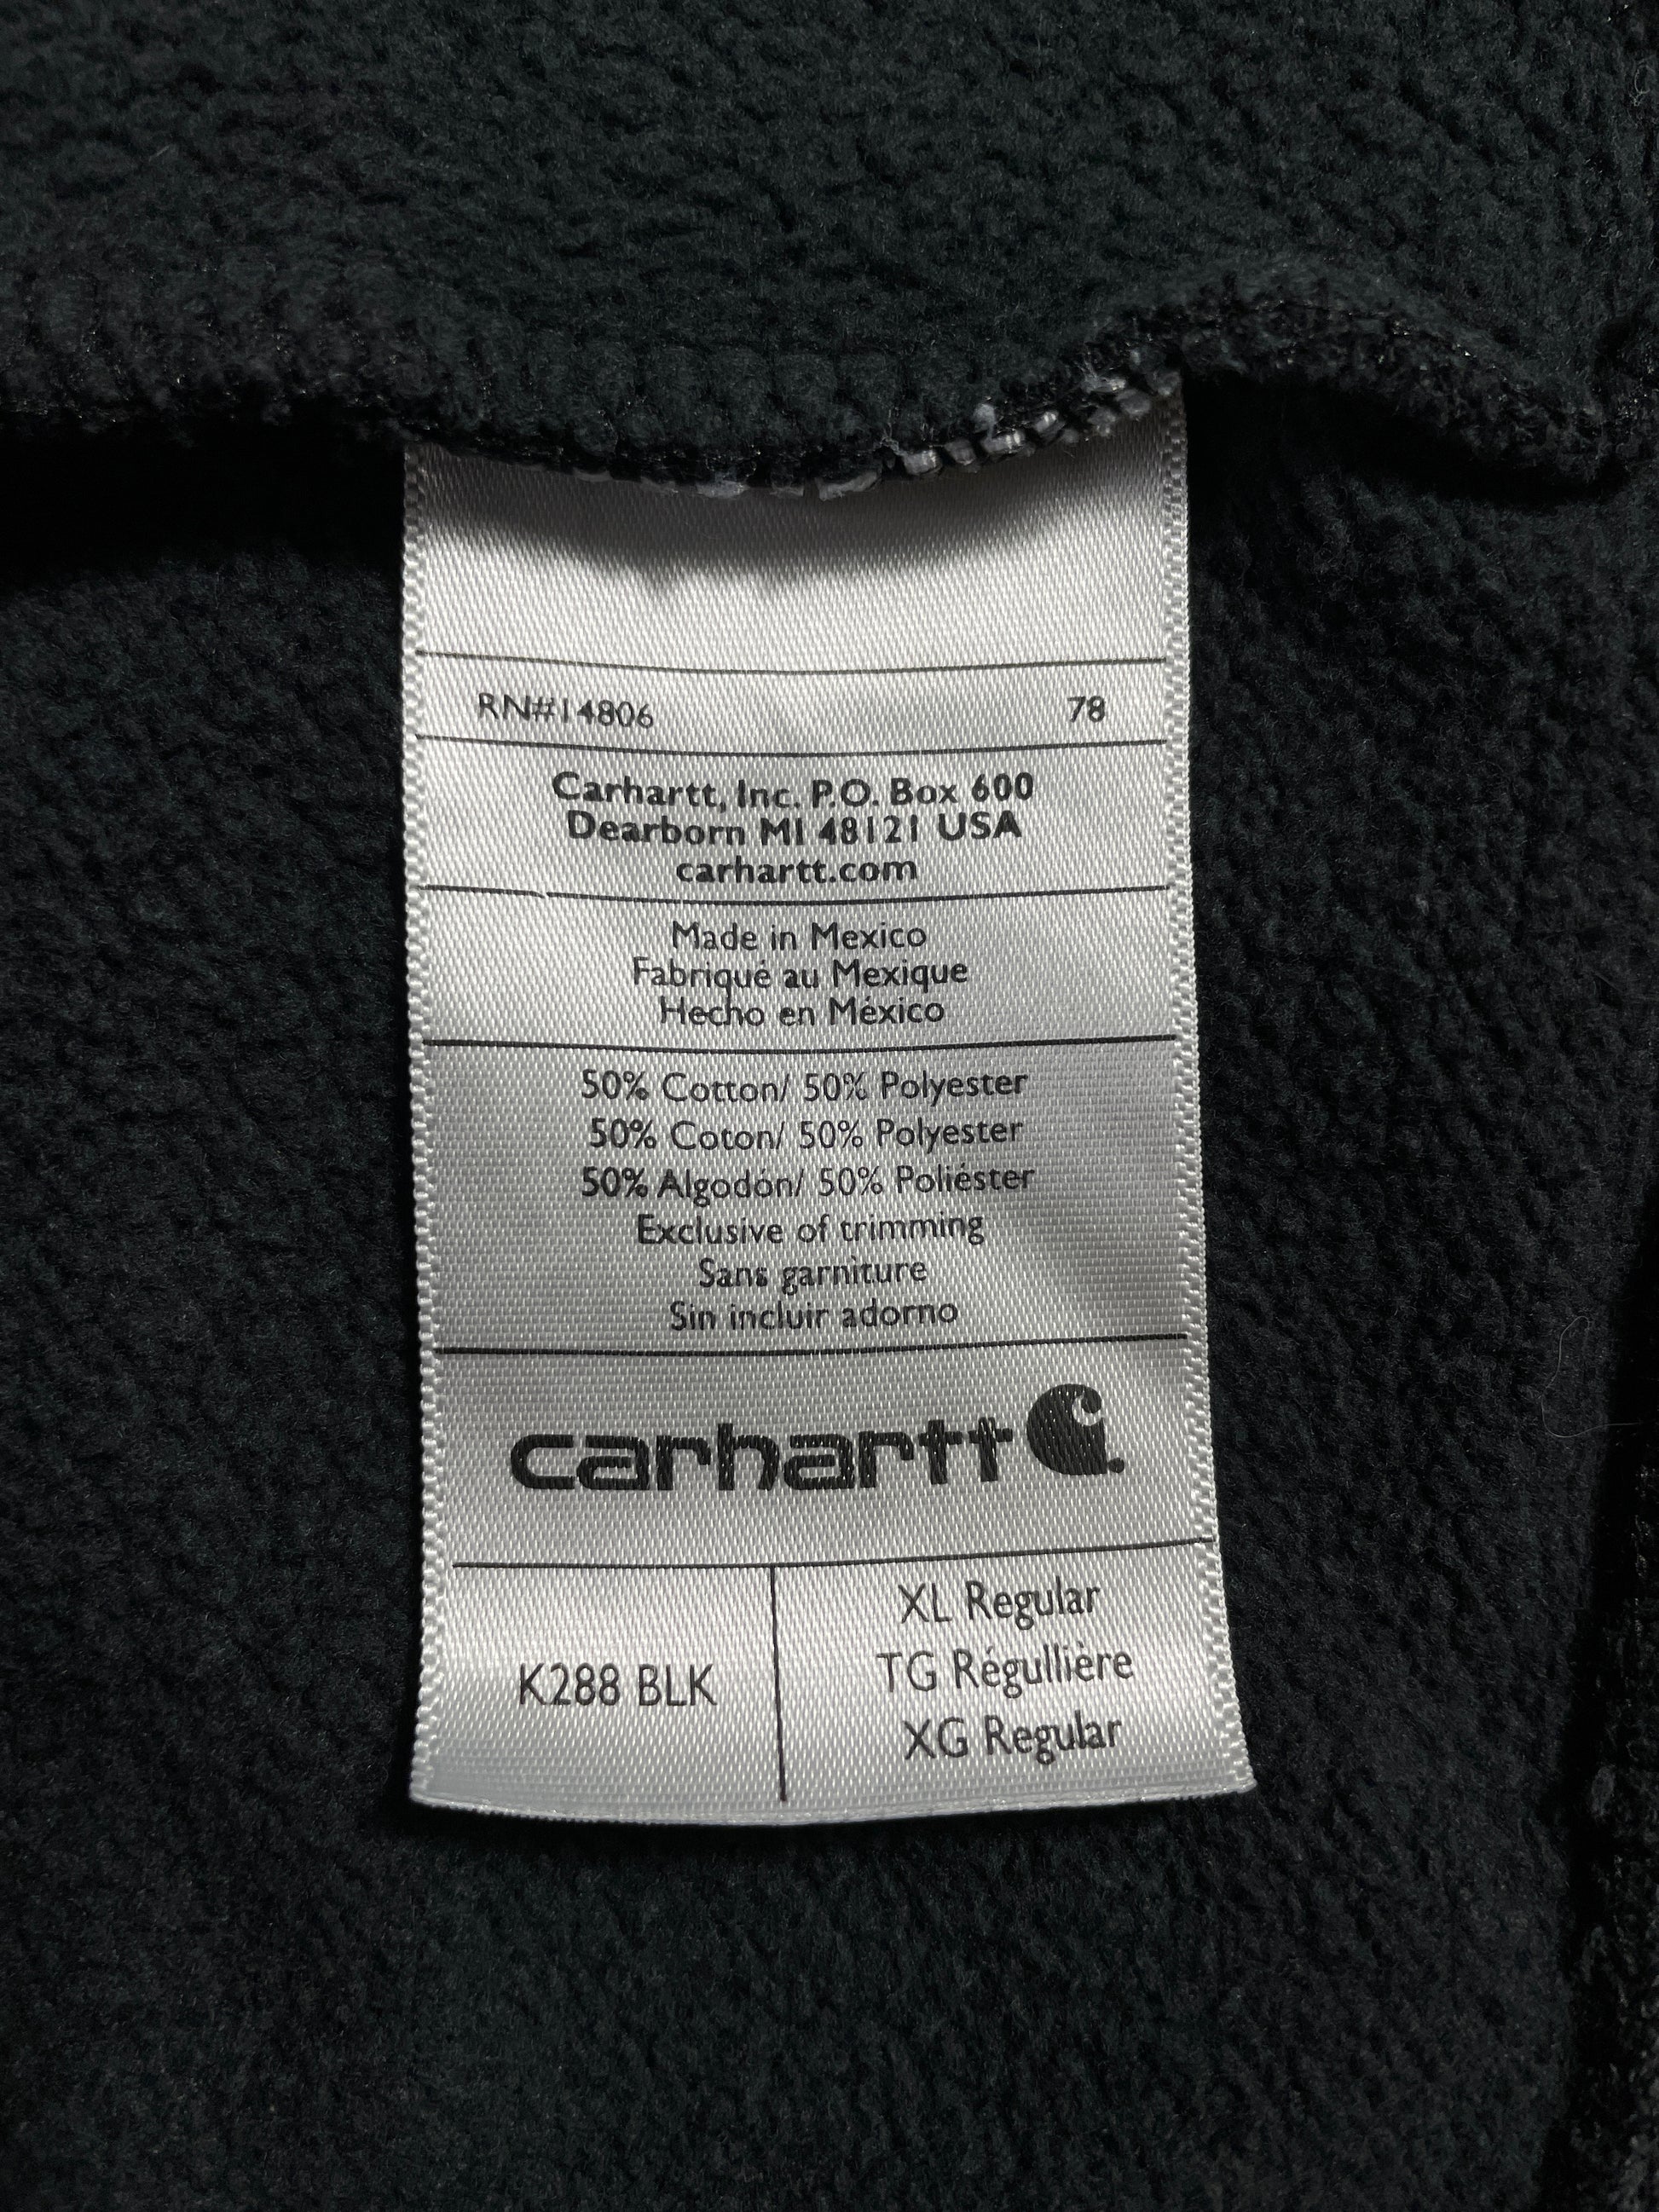 RN#14806 78
Carhartt, Inc. P.O. Box 600
Dearborn MI 48121 USA
carhartt.com
Made in Mexico
Fabriqué au Mexique
Hecho en México
50% Cotton/ 50% Polyester
50% Coton/ 50% Polyester
50% Algodón/ 50% Poliéster
Exclusive of trimming
Sans garniture
Sin incluir adorno
carhartt
K288 BLK
XL Regular
TG Régullière
XG Regular